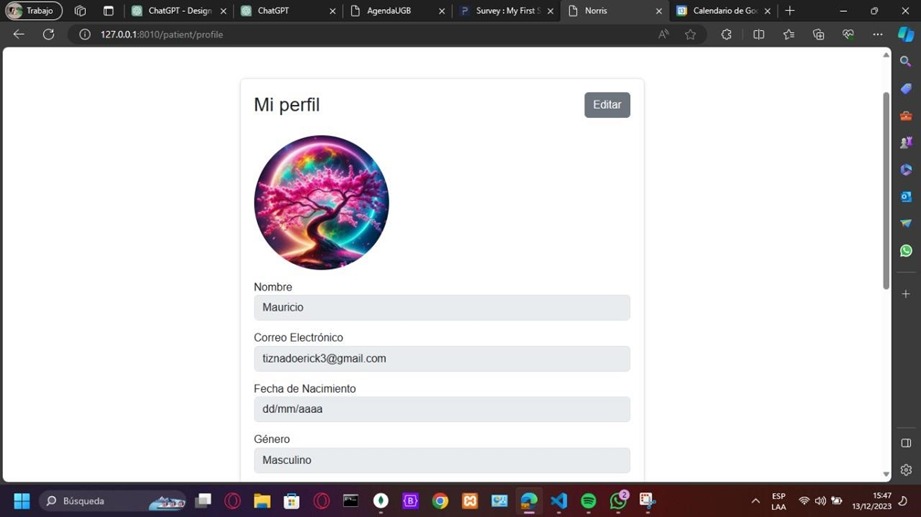 Trabajo
ChatGPT - Design
ChatGPT
AgendaUGB
Survey : My First S
Norris
Calendario de Goo
127.0.0.1:8010/patient/profile
Mi perfil
Editar
Nombre
Mauricio
Correo Electrónico
tiznadoerick3@gmail.com
Fecha de Nacimiento
dd/mm/aaaa
Género
Masculino
Búsqueda
2
ESP
LAA
15:47
13/12/2023